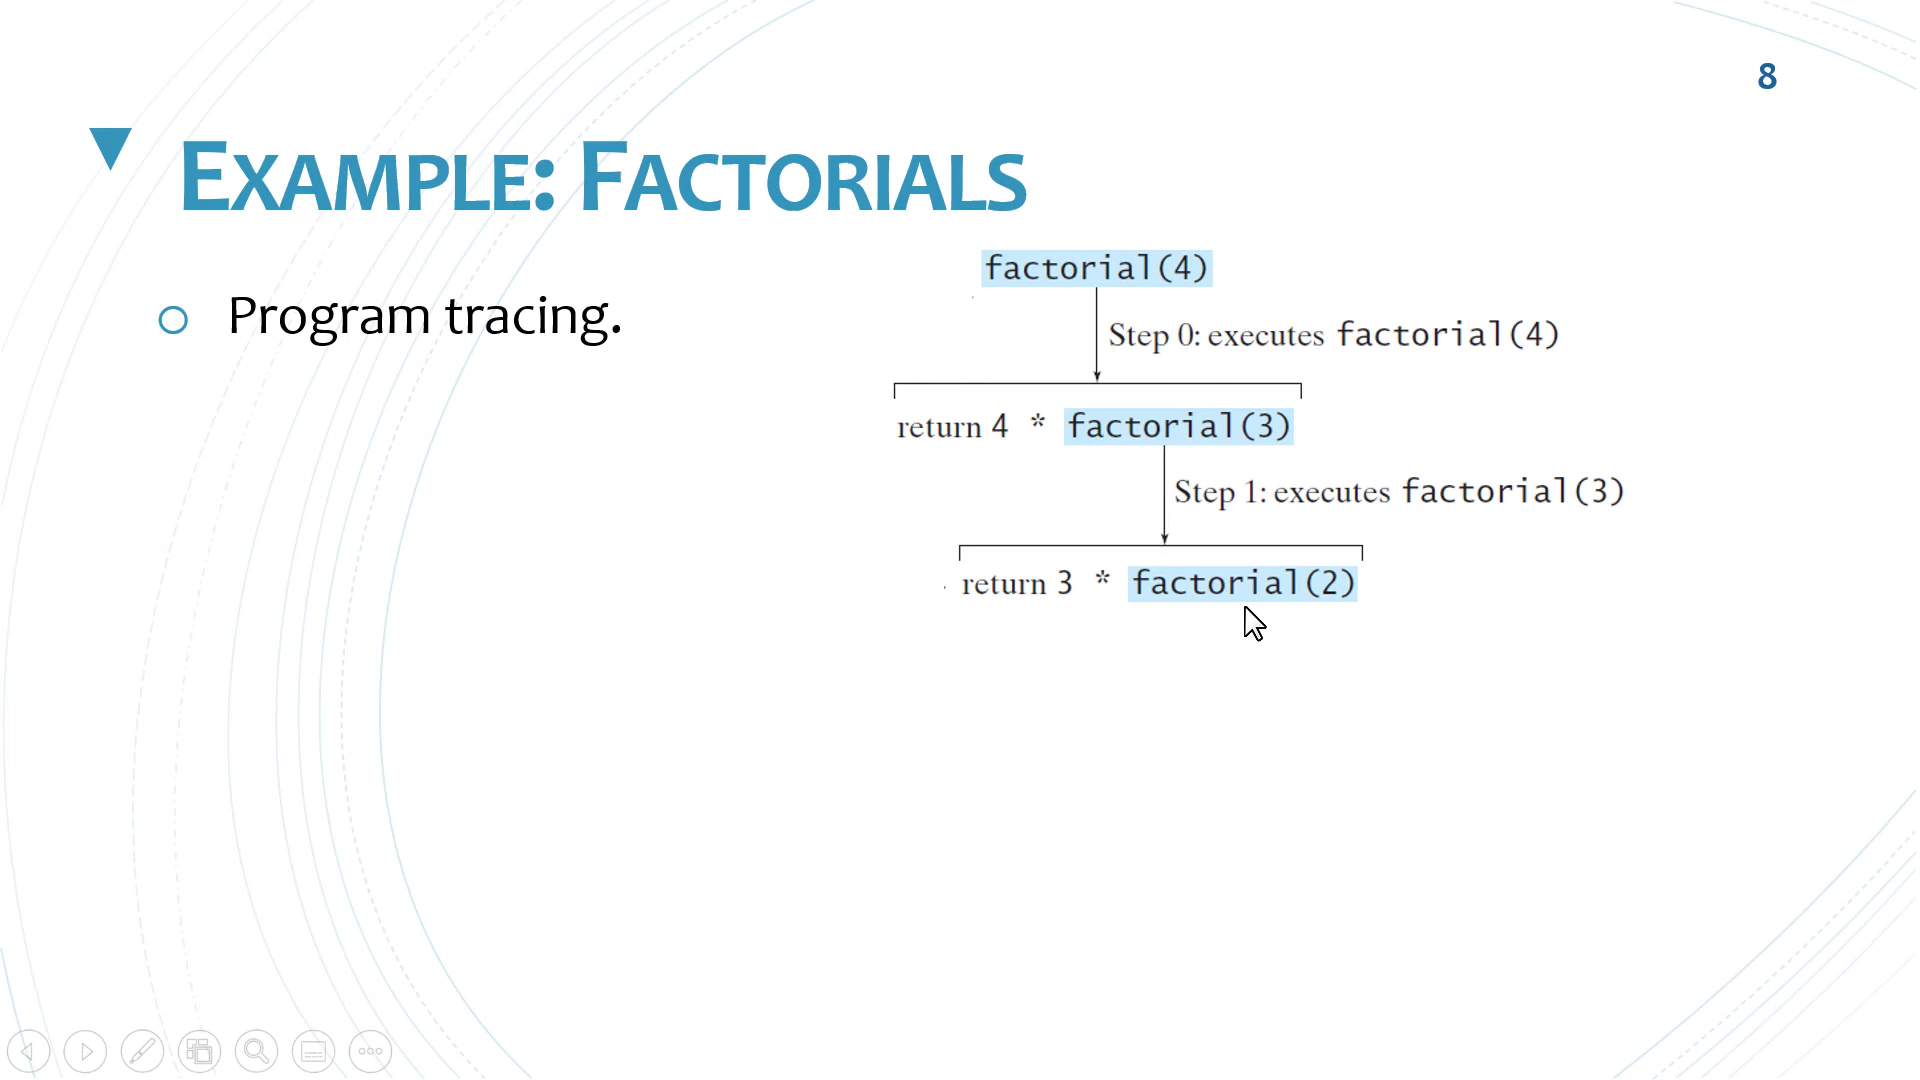 8
EXAMPLE: FACTORIALS
Program tracing.
factorial(4)
Step 0: executes factorial(4)
return 4 * factorial(3)
Step 1: executes factorial(3)
return 3 * factorial(2)